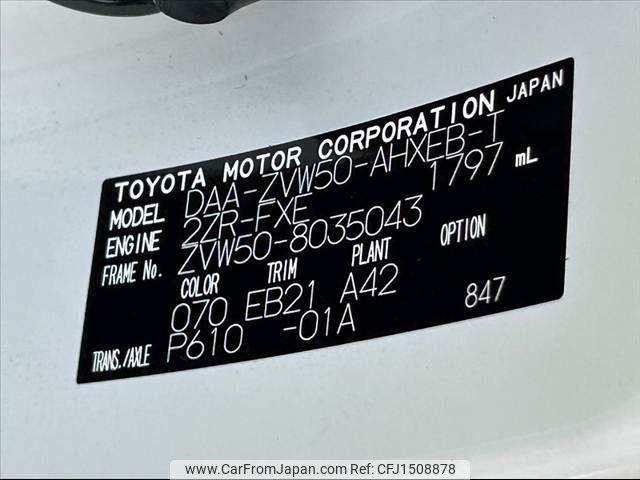 TOYOTA MOTOR CORPORATION JAPAN
MODEL DAA-ZVW50-AHXEB-T
ENGINE 2ZR-FXE 1797 mL
FRAME No. ZVW50-8035043
COLOR TRIM PLANT OPTION
070 EB21 A42 847
TRANS./AXLE P610 -01A
www.CarFromJapan.com - CFJ1508878